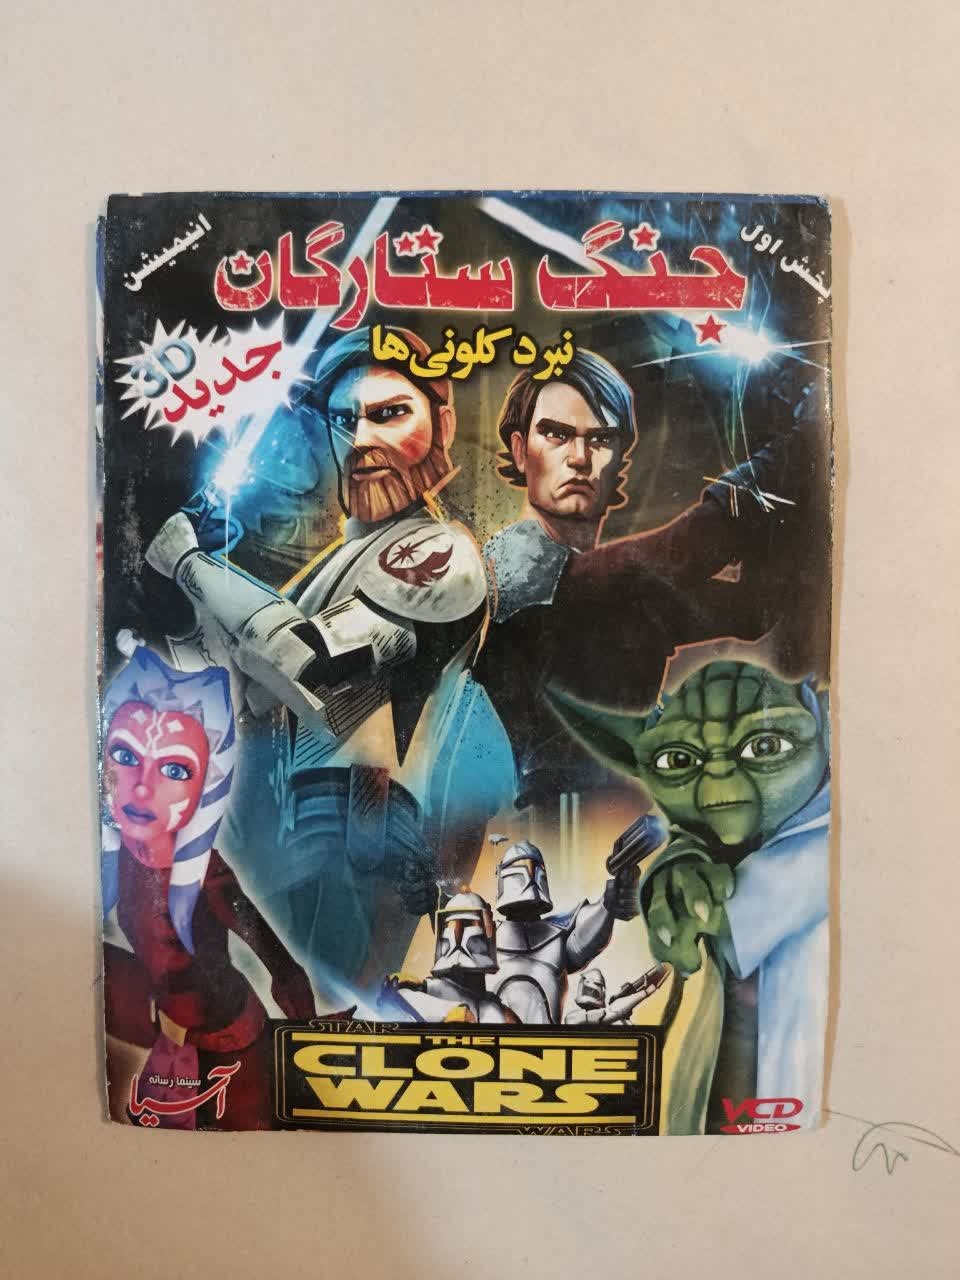 بخش اول
انیمیشن
جنگ ستارگان
نبرد کلونی‌ها
3D
جدید
STAR
THE
CLONE
WARS
WARS
سینما رسانه
آسیا
VCD
VIDEO